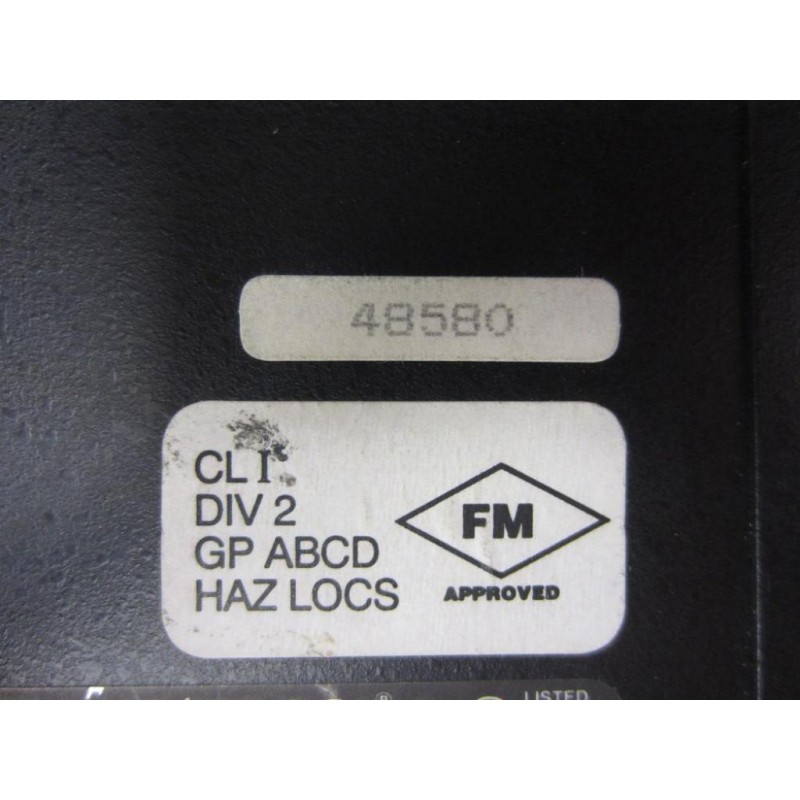 48580
CL I
DIV 2
GP ABCD
HAZ LOCS
FM
APPROVED
®
LISTED